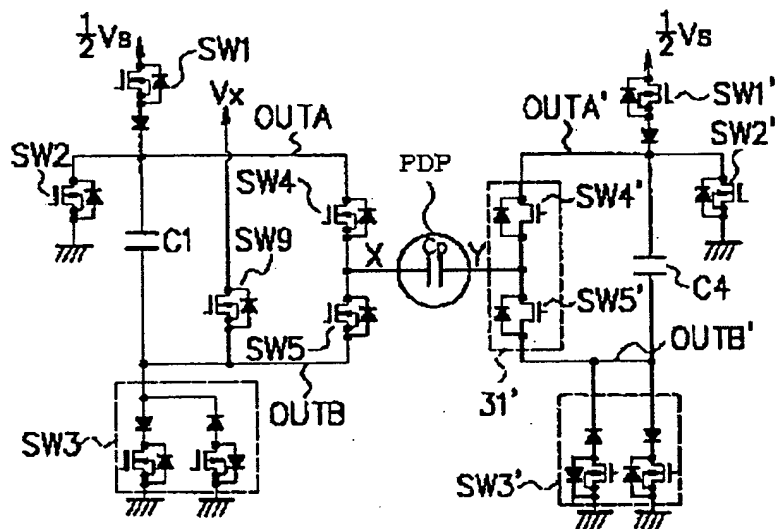 ½Vs
SW1
Vx
OUTA
SW2
C1
SW9
SW4
SW5
OUTB
SW3
PDP
X
Cp
Y
½Vs
SW1'
OUTA'
SW2'
SW4'
SW5'
C4
OUTB'
31'
SW3'